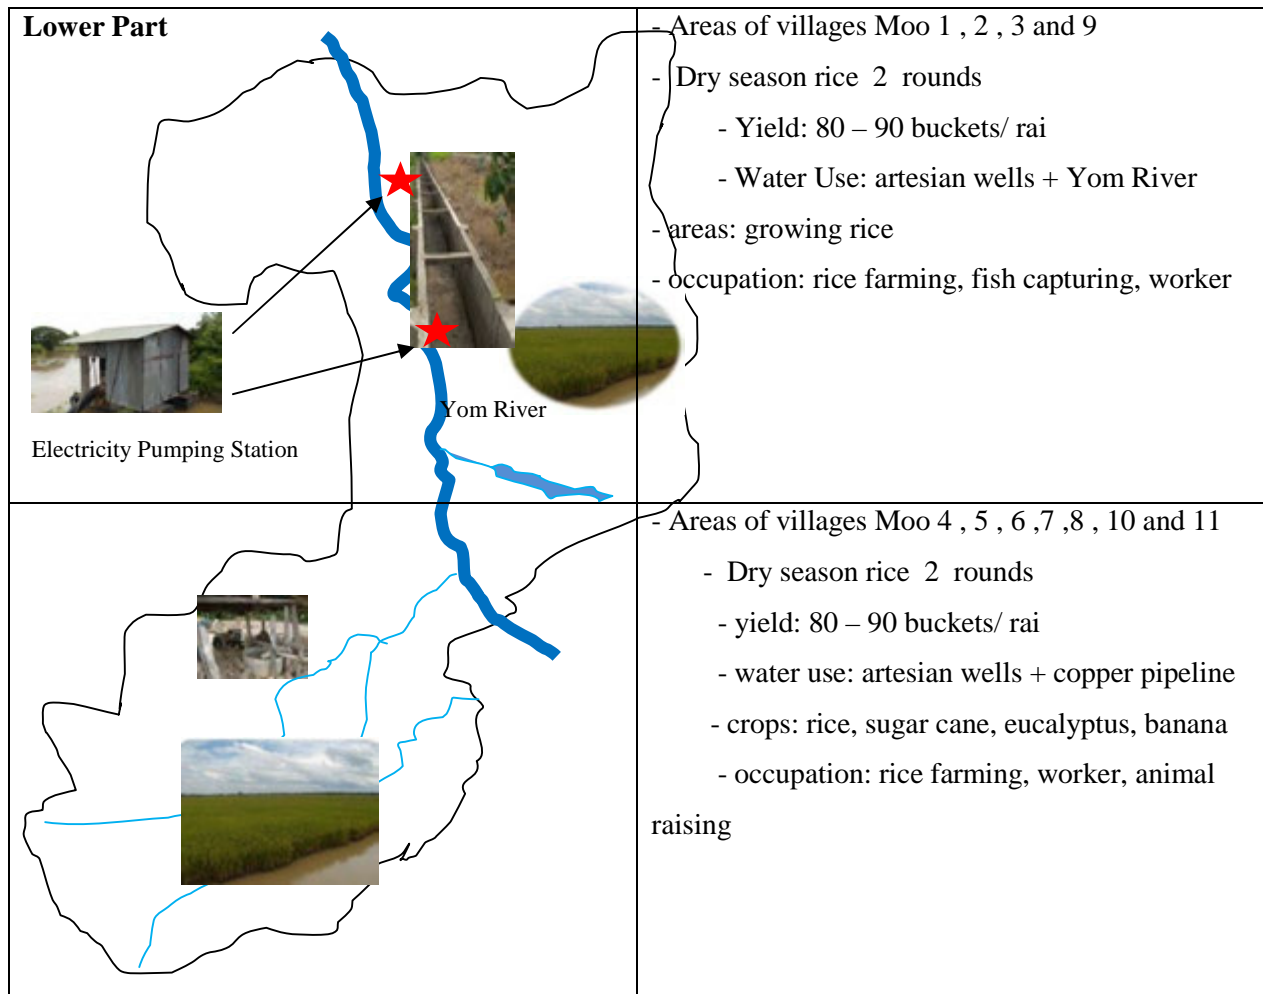 Lower Part
- Areas of villages Moo 1 , 2 , 3 and 9
- Dry season rice 2 rounds
- Yield: 80 – 90 buckets/ rai
- Water Use: artesian wells + Yom River
- areas: growing rice
- occupation: rice farming, fish capturing, worker
Yom River
Electricity Pumping Station
- Areas of villages Moo 4 , 5 , 6 ,7 ,8 , 10 and 11
- Dry season rice 2 rounds
- yield: 80 – 90 buckets/ rai
- water use: artesian wells + copper pipeline
- crops: rice, sugar cane, eucalyptus, banana
- occupation: rice farming, worker, animal
raising